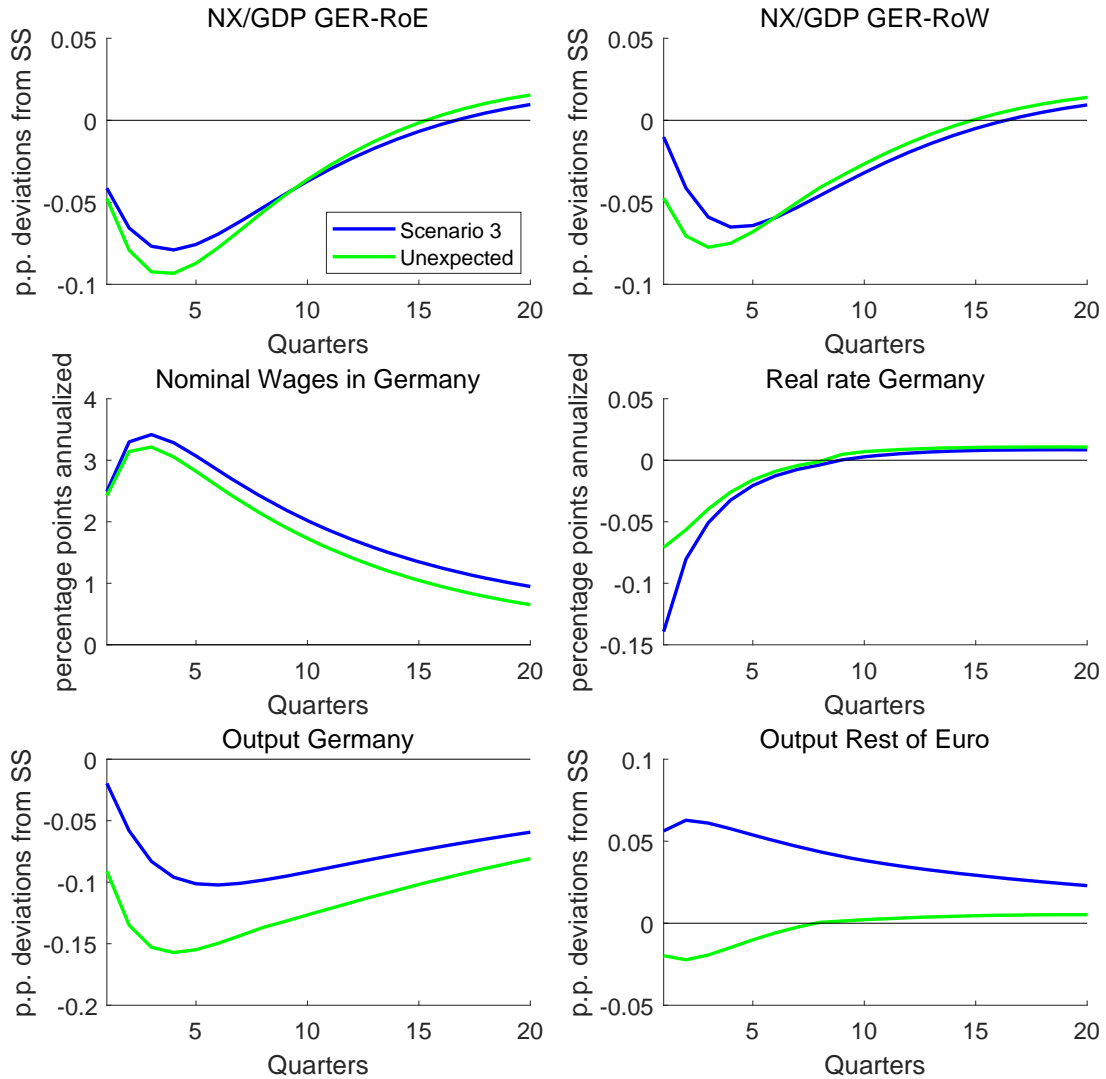 NX/GDP GER-RoE
p.p. deviations from SS
0.05
0
-0.05
-0.1
Scenario 3
Unexpected
5 10 15 20
Quarters
NX/GDP GER-RoW
p.p. deviations from SS
0.05
0
-0.05
-0.1
5 10 15 20
Quarters
Nominal Wages in Germany
percentage points annualized
4
3
2
1
0
5 10 15 20
Quarters
Real rate Germany
percentage points annualized
0.05
0
-0.05
-0.1
-0.15
5 10 15 20
Quarters
Output Germany
p.p. deviations from SS
0
-0.05
-0.1
-0.15
-0.2
5 10 15 20
Quarters
Output Rest of Euro
p.p. deviations from SS
0.1
0.05
0
-0.05
5 10 15 20
Quarters